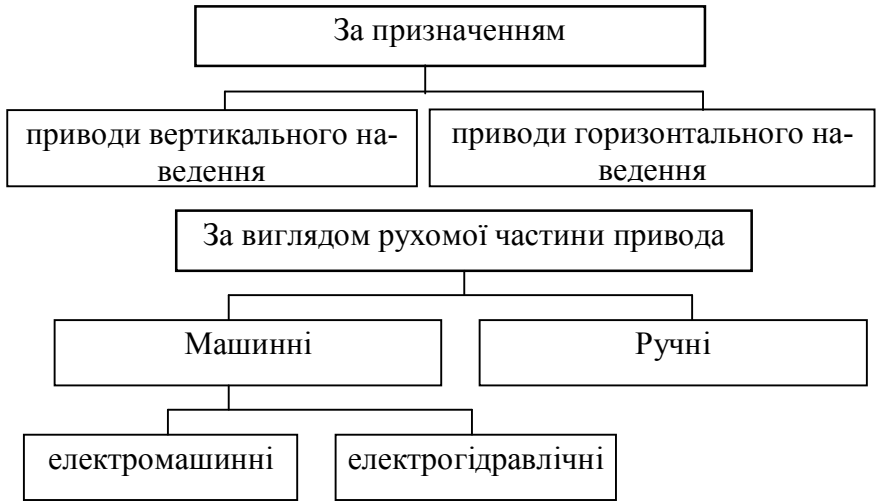 За призначенням
приводи вертикального на-
ведення
приводи горизонтального на-
ведення
За виглядом рухомої частини привода
Машинні
Ручні
електромашинні
електрогідравлічні